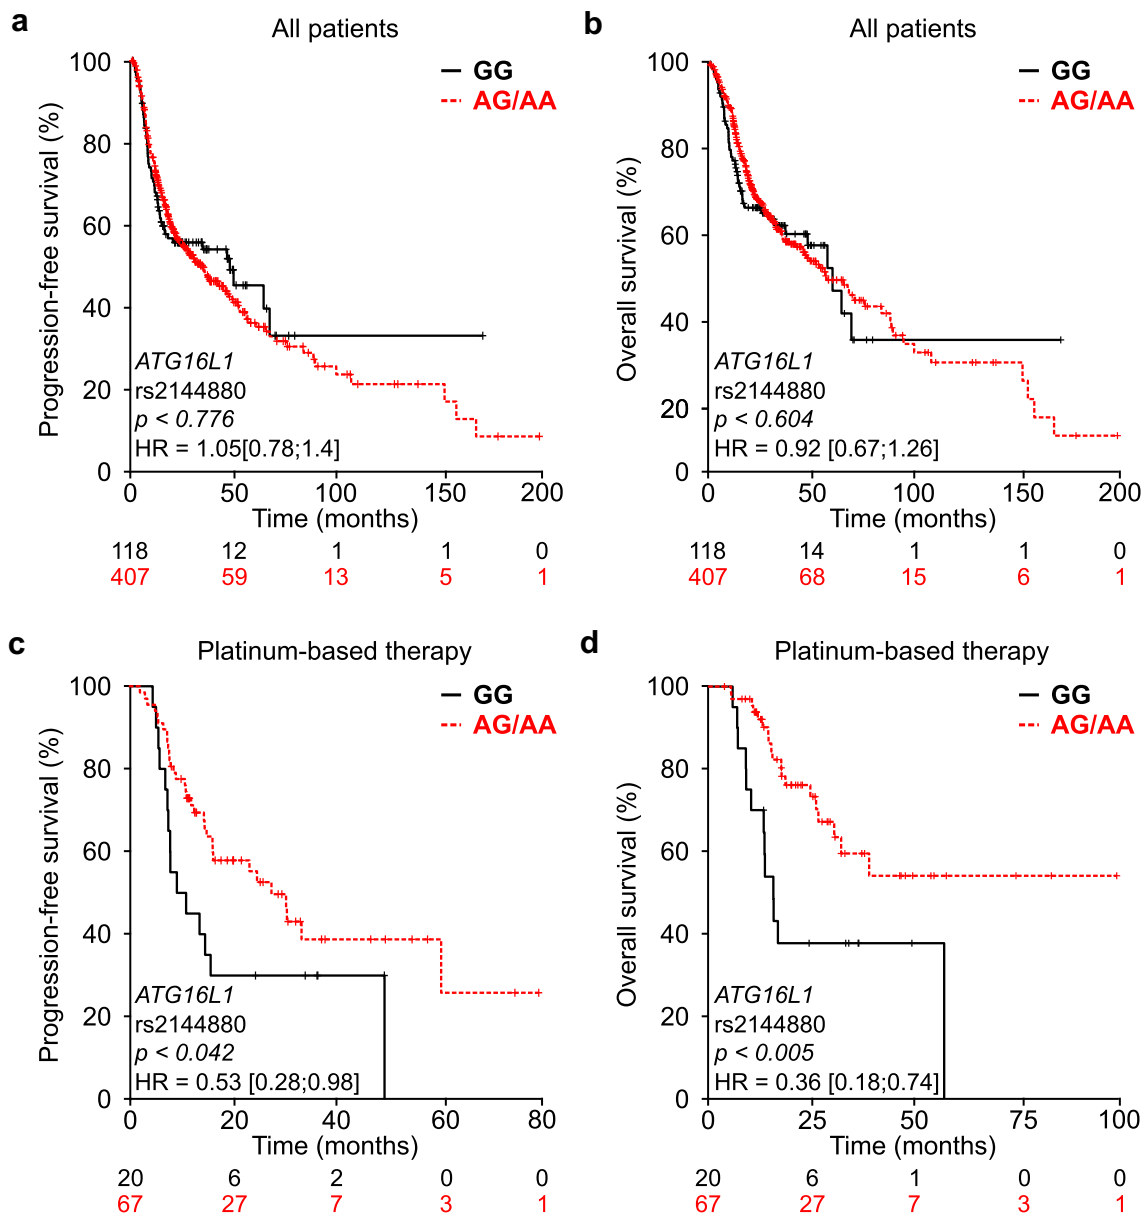 a
All patients
Progression-free survival (%)
100
80
60
40
20
0
GG
AG/AA
ATG16L1
rs2144880
p < 0.776
HR = 1.05[0.78;1.4]
0 50 100 150 200
Time (months)
118 12 1 1 0
407 59 13 5 1
b
All patients
Overall survival (%)
100
80
60
40
20
0
GG
AG/AA
ATG16L1
rs2144880
p < 0.604
HR = 0.92 [0.67;1.26]
0 50 100 150 200
Time (months)
118 14 1 1 0
407 68 15 6 1
c
Platinum-based therapy
Progression-free survival (%)
100
80
60
40
20
0
GG
AG/AA
ATG16L1
rs2144880
p < 0.042
HR = 0.53 [0.28;0.98]
0 20 40 60 80
Time (months)
20 6 2 0 0
67 27 7 3 1
d
Platinum-based therapy
Overall survival (%)
100
80
60
40
20
0
GG
AG/AA
ATG16L1
rs2144880
p < 0.005
HR = 0.36 [0.18;0.74]
0 25 50 75 100
Time (months)
20 6 1 0 0
67 27 7 3 1